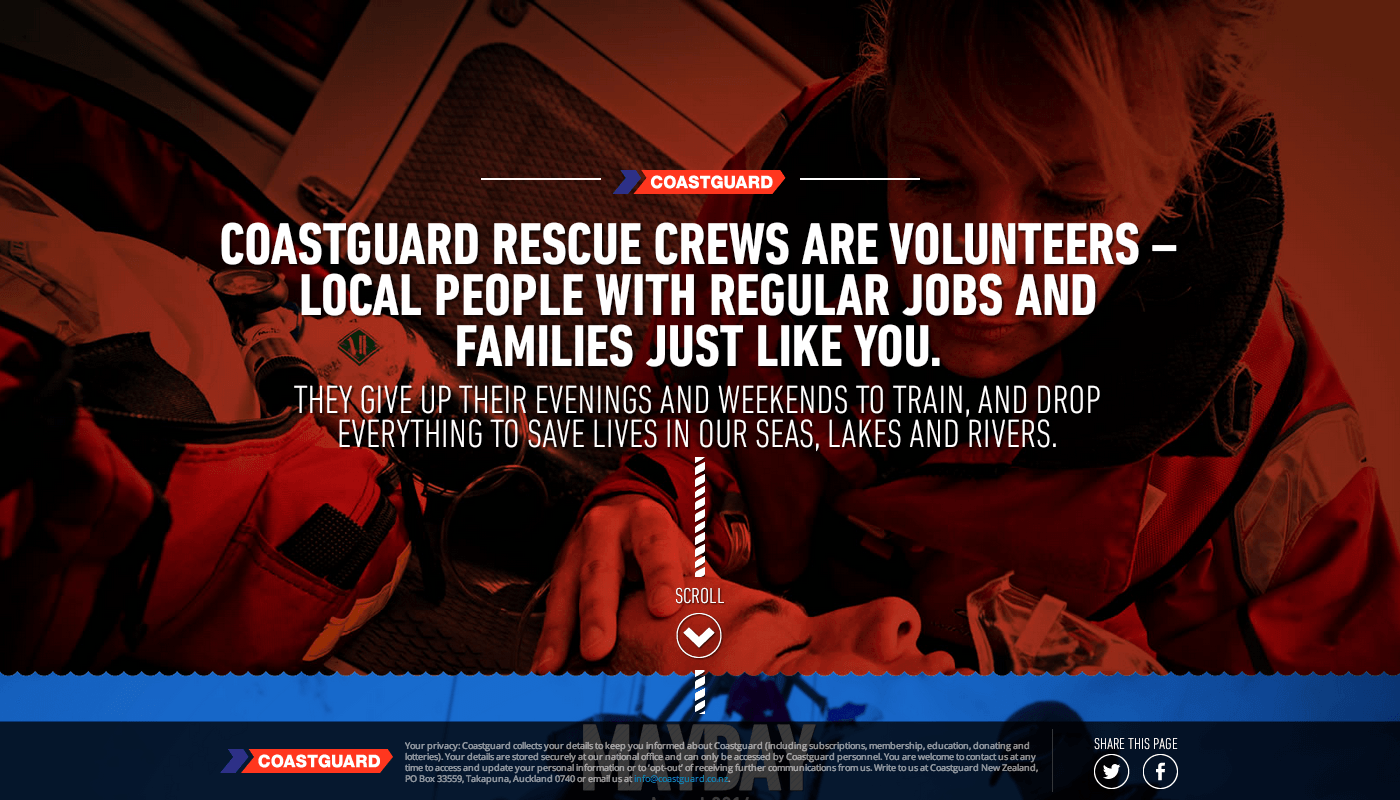 COASTGUARD
COASTGUARD RESCUE CREWS ARE VOLUNTEERS –
LOCAL PEOPLE WITH REGULAR JOBS AND
FAMILIES JUST LIKE YOU.
THEY GIVE UP THEIR EVENINGS AND WEEKENDS TO TRAIN, AND DROP
EVERYTHING TO SAVE LIVES IN OUR SEAS, LAKES AND RIVERS.
SCROLL
MAYDAY
COASTGUARD
Your privacy: Coastguard collects your details to keep you informed about Coastguard (including subscriptions, membership, education, donating and
lotteries). Your details are stored securely at our national office and can only be accessed by Coastguard personnel. You are welcome to contact us at any
time to access and update your personal information or to 'opt-out' of receiving further communications from us. Write to us at Coastguard New Zealand,
PO Box 33559, Takapuna, Auckland 0740 or email us at info@coastguard.co.nz.
SHARE THIS PAGE